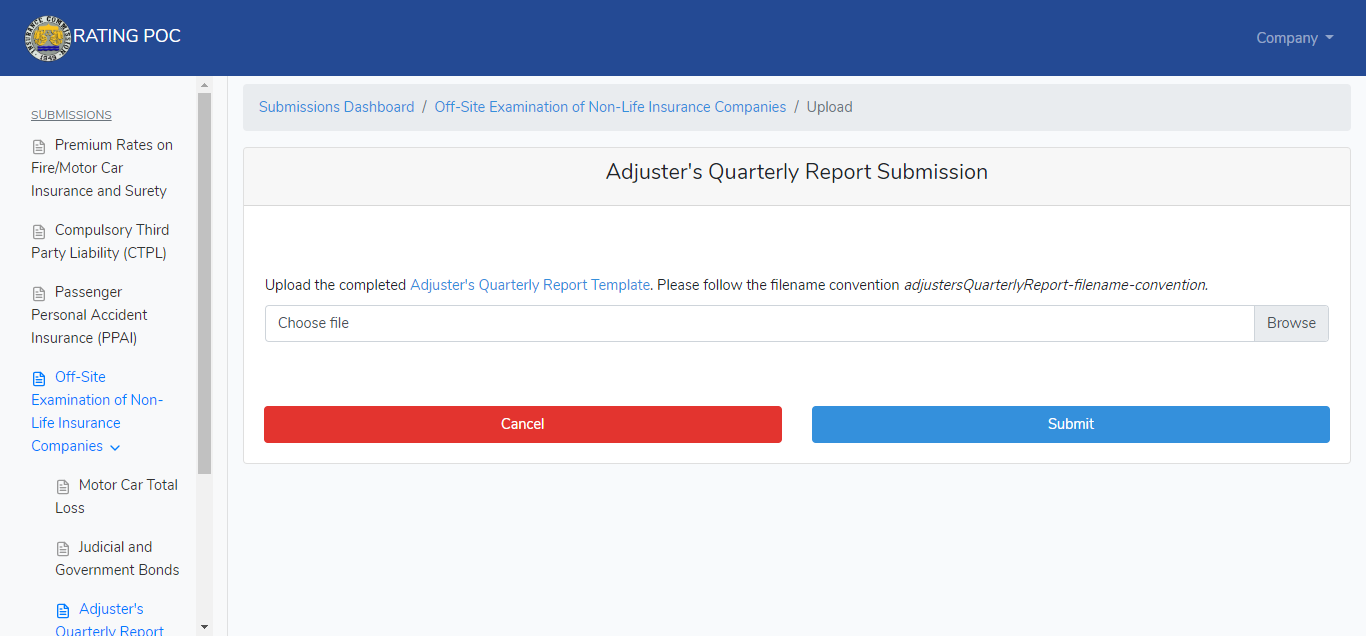 INSURANCE COMMISSION
1949
RATING POC
Company
SUBMISSIONS
Premium Rates on
Fire/Motor Car
Insurance and Surety
Compulsory Third
Party Liability (CTPL)
Passenger
Personal Accident
Insurance (PPAI)
Off-Site
Examination of Non-
Life Insurance
Companies
Motor Car Total
Loss
Judicial and
Government Bonds
Adjuster's
Quarterly Report
Submissions Dashboard / Off-Site Examination of Non-Life Insurance Companies / Upload
Adjuster's Quarterly Report Submission
Upload the completed Adjuster's Quarterly Report Template. Please follow the filename convention adjustersQuarterlyReport-filename-convention.
Choose file
Browse
Cancel
Submit